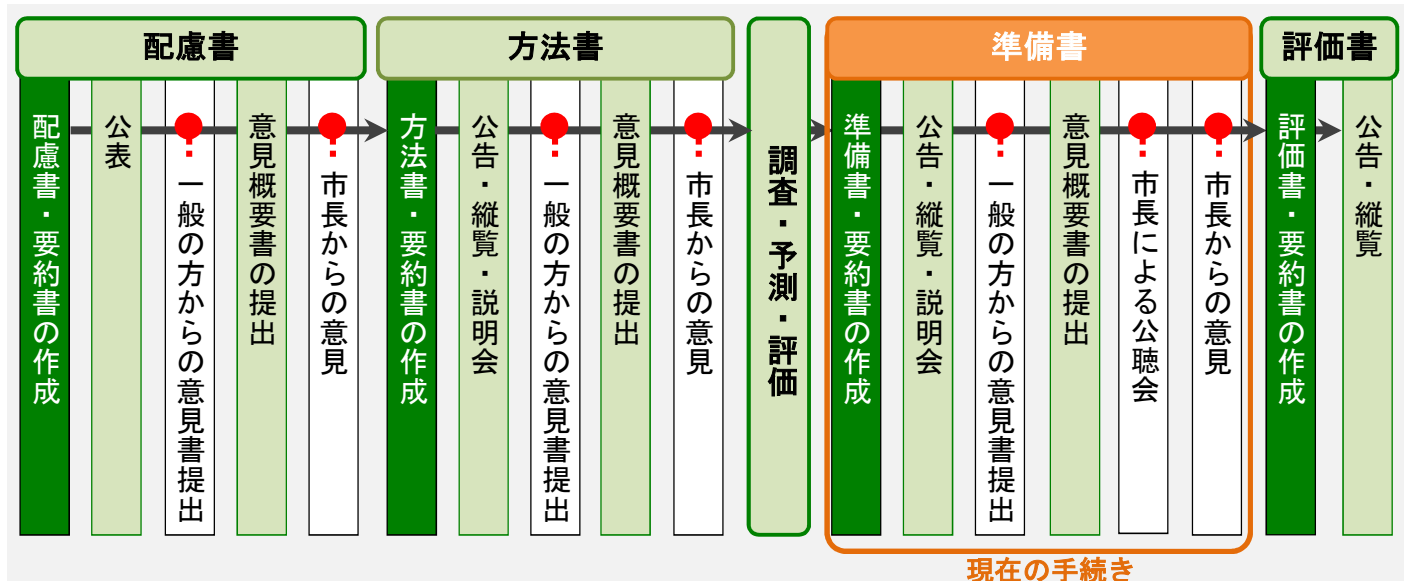 配慮書
配慮書・要約書の作成
公表
一般の方からの意見書提出
意見概要書の提出
市長からの意見
方法書
方法書・要約書の作成
公告・縦覧・説明会
一般の方からの意見書提出
意見概要書の提出
市長からの意見
調査・予測・評価
準備書
準備書・要約書の作成
公告・縦覧・説明会
一般の方からの意見書提出
意見概要書の提出
市長による公聴会
市長からの意見
現在の手続き
評価書
評価書・要約書の作成
公告・縦覧